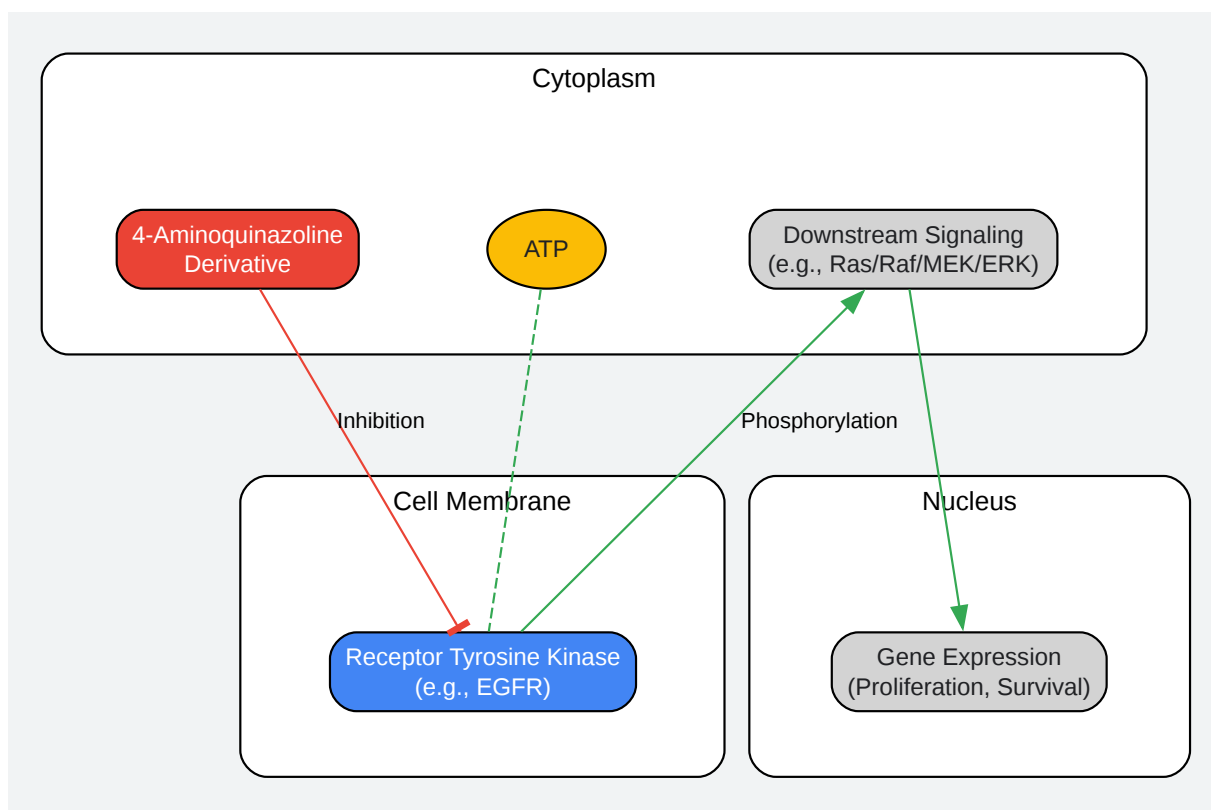 Cytoplasm
4-Aminoquinazoline
Derivative
ATP
Downstream Signaling
(e.g., Ras/Raf/MEK/ERK)
Inhibition
Phosphorylation
Cell Membrane
Nucleus
Receptor Tyrosine Kinase
(e.g., EGFR)
Gene Expression
(Proliferation, Survival)